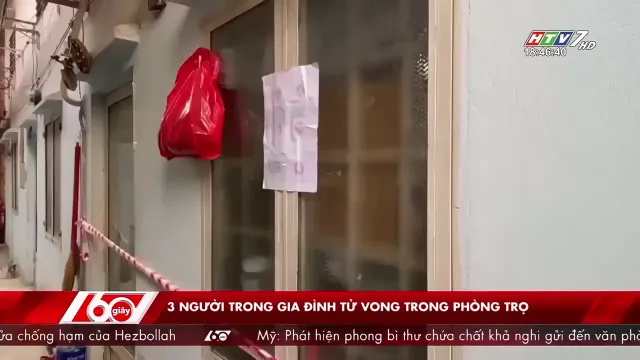 HTV7 HD
18:46:40
60 giây
3 NGƯỜI TRONG GIA ĐÌNH TỬ VONG TRONG PHÒNG TRỌ
ửa chống hạm của Hezbollah 60 Mỹ: Phát hiện phong bì thư chứa chất khả nghi gửi đến văn ph